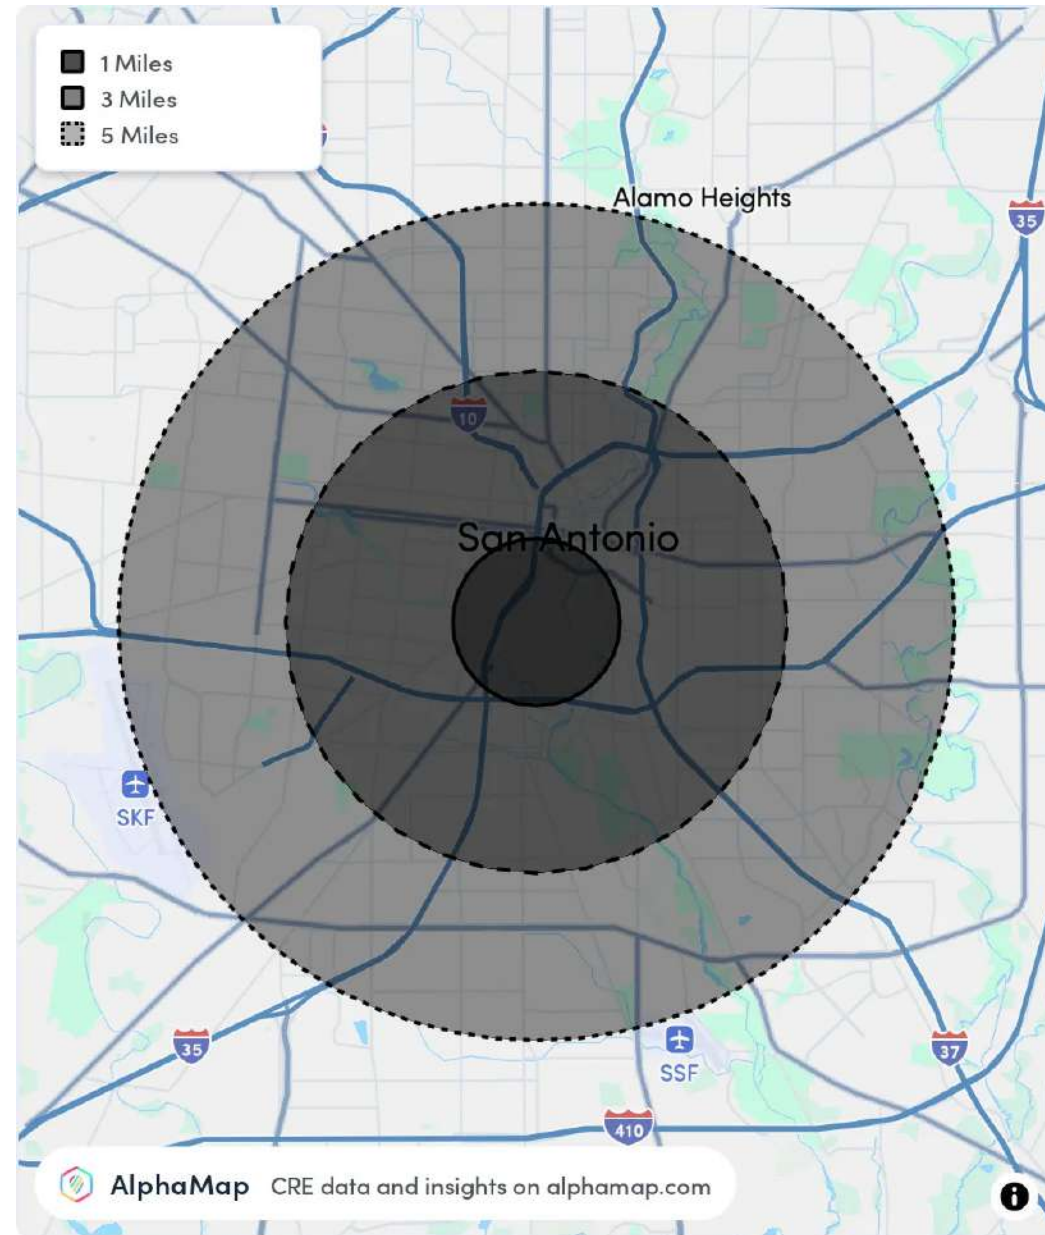 1 Miles
3 Miles
5 Miles
Alamo Heights
35
10
San Antonio
SKF
35
SSF
37
410
AlphaMap CRE data and insights on alphamap.com